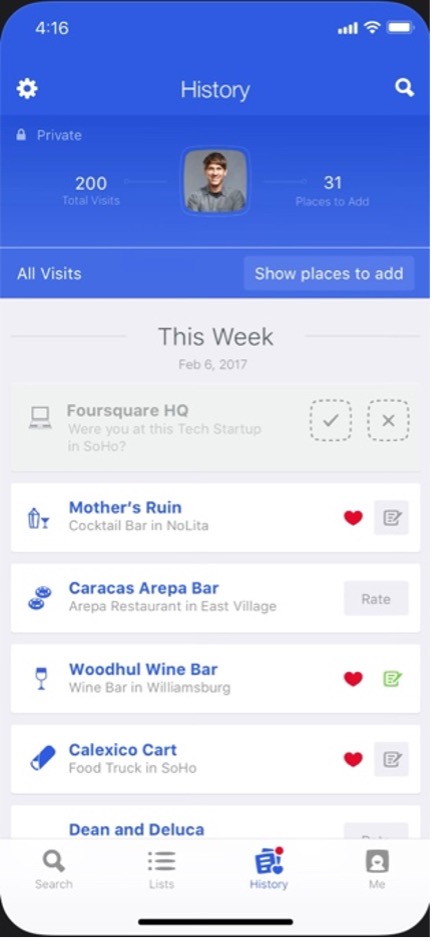 4:16
History
Private
200
Total Visits
31
Places to Add
All Visits
Show places to add
This Week
Feb 6, 2017
Foursquare HQ
Were you at this Tech Startup
in SoHo?
Mother's Ruin
Cocktail Bar in NoLita
Caracas Arepa Bar
Arepa Restaurant in East Village
Rate
Woodhul Wine Bar
Wine Bar in Williamsburg
Calexico Cart
Food Truck in SoHo
Dean and Deluca
Search
Lists
History
Me